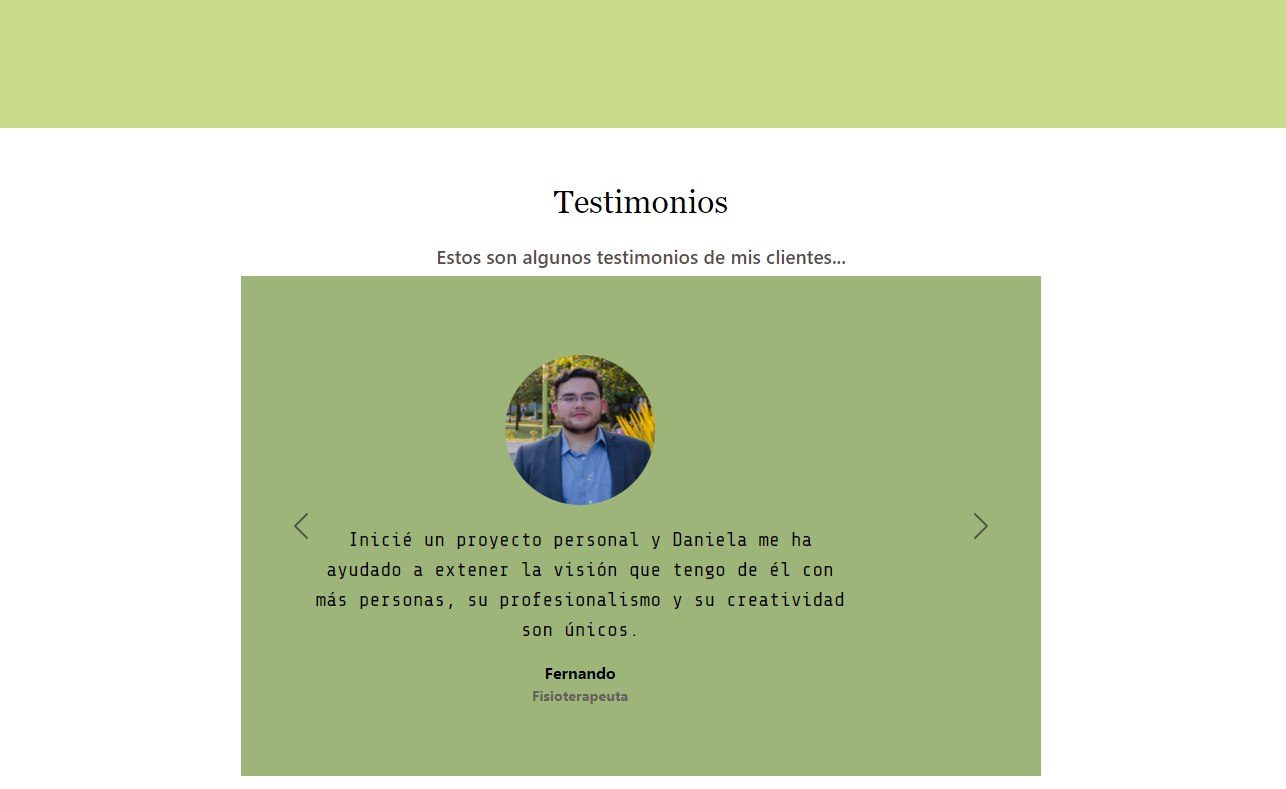 Testimonios
Estos son algunos testimonios de mis clientes...
Inicié un proyecto personal y Daniela me ha
ayudado a extener la visión que tengo de él con
más personas, su profesionalismo y su creatividad
son únicos.
Fernando
Fisioterapeuta